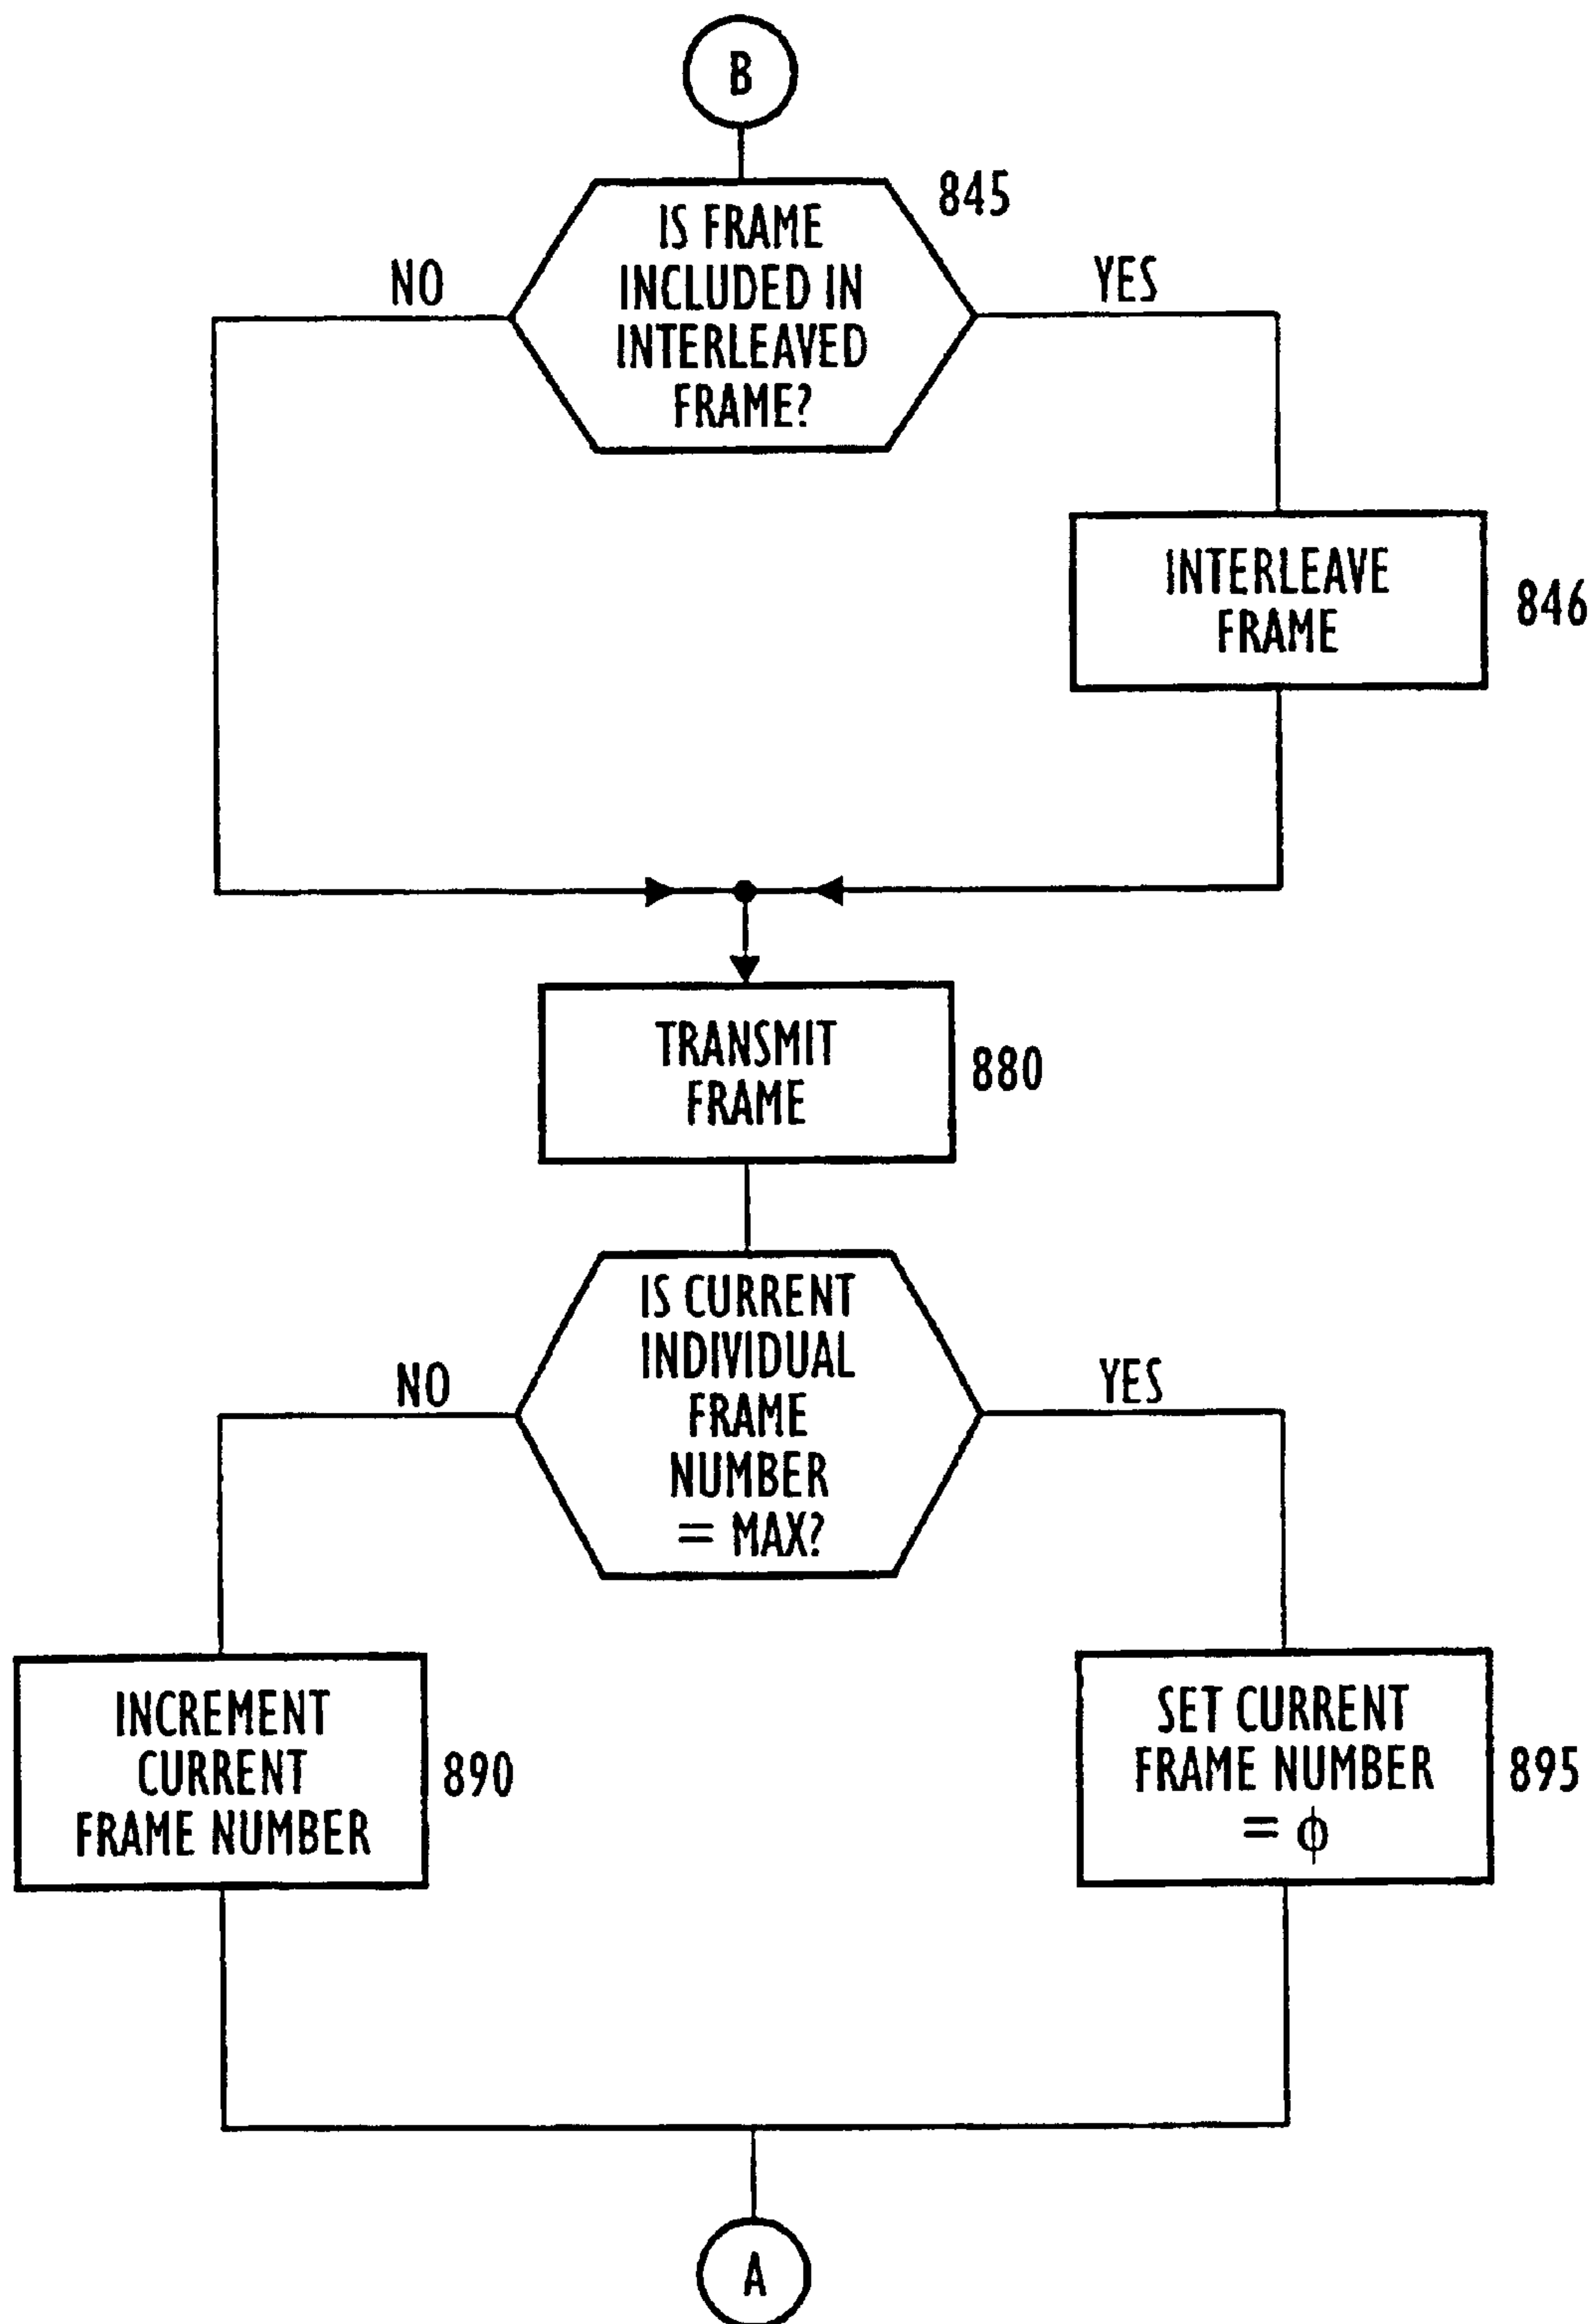 B
845
IS FRAME
INCLUDED IN
INTERLEAVED
FRAME?
NO
YES
INTERLEAVE
FRAME
846
TRANSMIT
FRAME
880
IS CURRENT
INDIVIDUAL
FRAME
NUMBER
= MAX?
NO
YES
INCREMENT
CURRENT
FRAME NUMBER
890
SET CURRENT
FRAME NUMBER
= ϕ
895
A